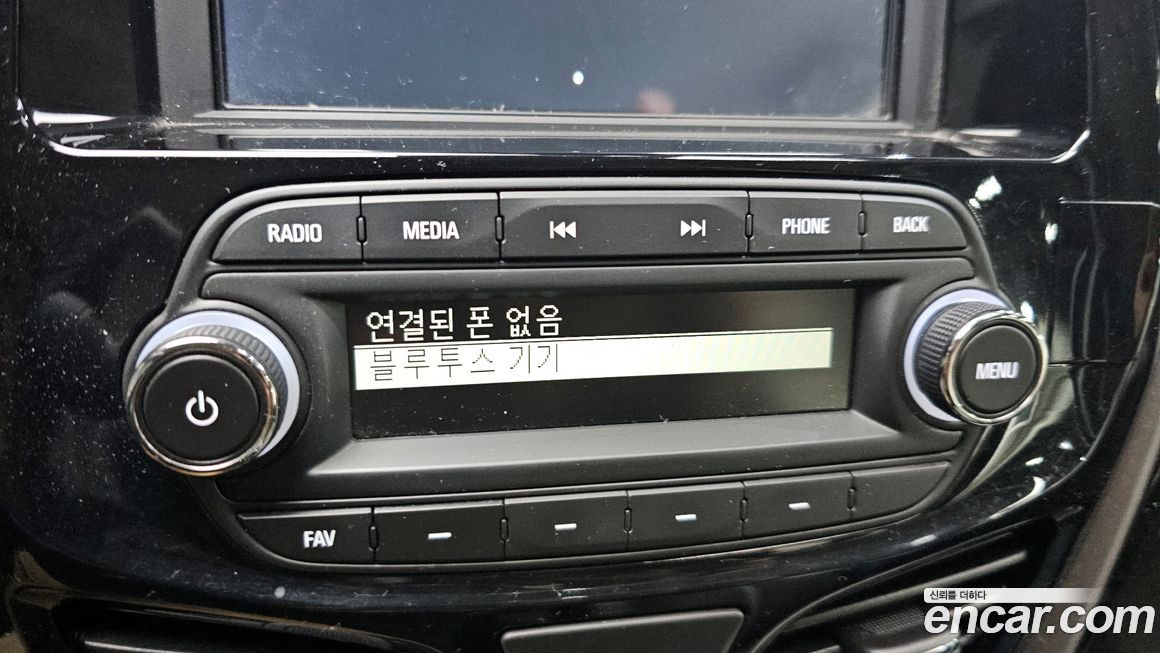 RADIO MEDIA PHONE BACK
연결된 폰 없음
블루투스 기기
MENU
FAV
신뢰를 더하다
encar.com